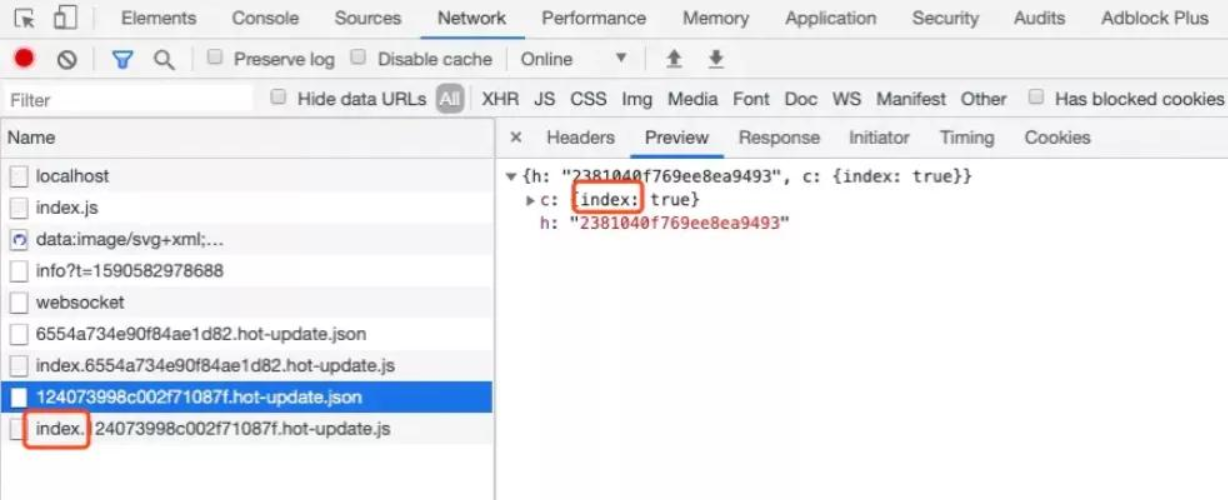 Elements Console Sources Network Performance Memory Application Security Audits Adblock Plus
Preserve log Disable cache Online
Filter Hide data URLs All XHR JS CSS Img Media Font Doc WS Manifest Other Has blocked cookies
Name
× Headers Preview Response Initiator Timing Cookies
localhost
index.js
data:image/svg+xml;...
info?t=1590582978688
websocket
6554a734e90f84ae1d82.hot-update.json
index.6554a734e90f84ae1d82.hot-update.js
124073998c002f71087f.hot-update.json
index.124073998c002f71087f.hot-update.js
▼{h: "2381040f769ee8ea9493", c: {index: true}}
▶c: {index: true}
h: "2381040f769ee8ea9493"